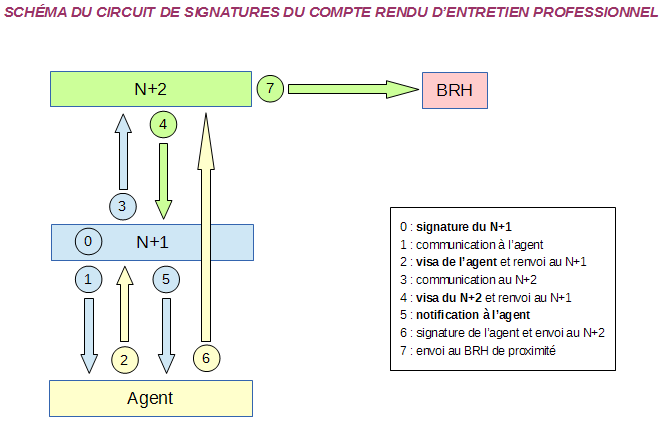 SCHÉMA DU CIRCUIT DE SIGNATURES DU COMPTE RENDU D’ENTRETIEN PROFESSIONNEL
N+2
7
BRH
4
3
0
N+1
1
5
2
6
Agent
0 : signature du N+1
1 : communication à l’agent
2 : visa de l’agent et renvoi au N+1
3 : communication au N+2
4 : visa du N+2 et renvoi au N+1
5 : notification à l’agent
6 : signature de l’agent et envoi au N+2
7 : envoi au BRH de proximité